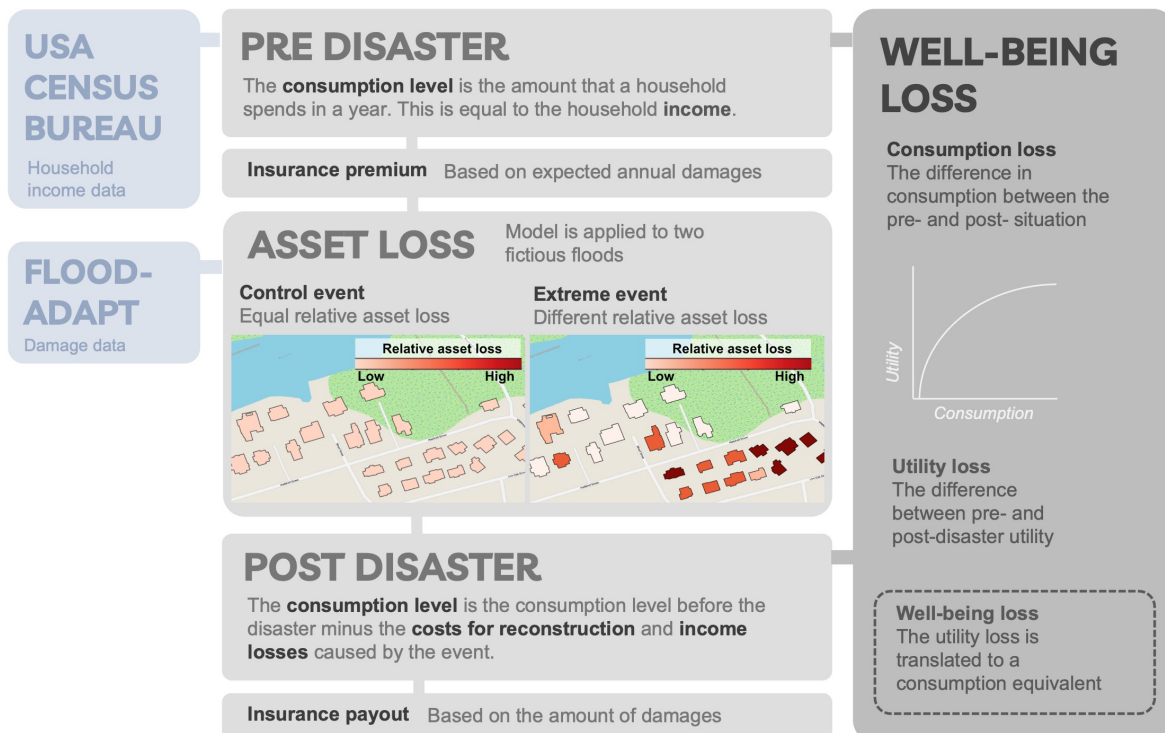 USA
CENSUS
BUREAU
Household
income data
FLOOD-
ADAPT
Damage data
PRE DISASTER
The consumption level is the amount that a household
spends in a year. This is equal to the household income.
Insurance premium Based on expected annual damages
ASSET LOSS
Model is applied to two
fictious floods
Control event
Equal relative asset loss
Relative asset loss
Low High
Extreme event
Different relative asset loss
Relative asset loss
Low High
POST DISASTER
The consumption level is the consumption level before the
disaster minus the costs for reconstruction and income
losses caused by the event.
Insurance payout Based on the amount of damages
WELL-BEING
LOSS
Consumption loss
The difference in
consumption between the
pre- and post- situation
Utility
Consumption
Utility loss
The difference
between pre- and
post-disaster utility
Well-being loss
The utility loss is
translated to a
consumption equivalent